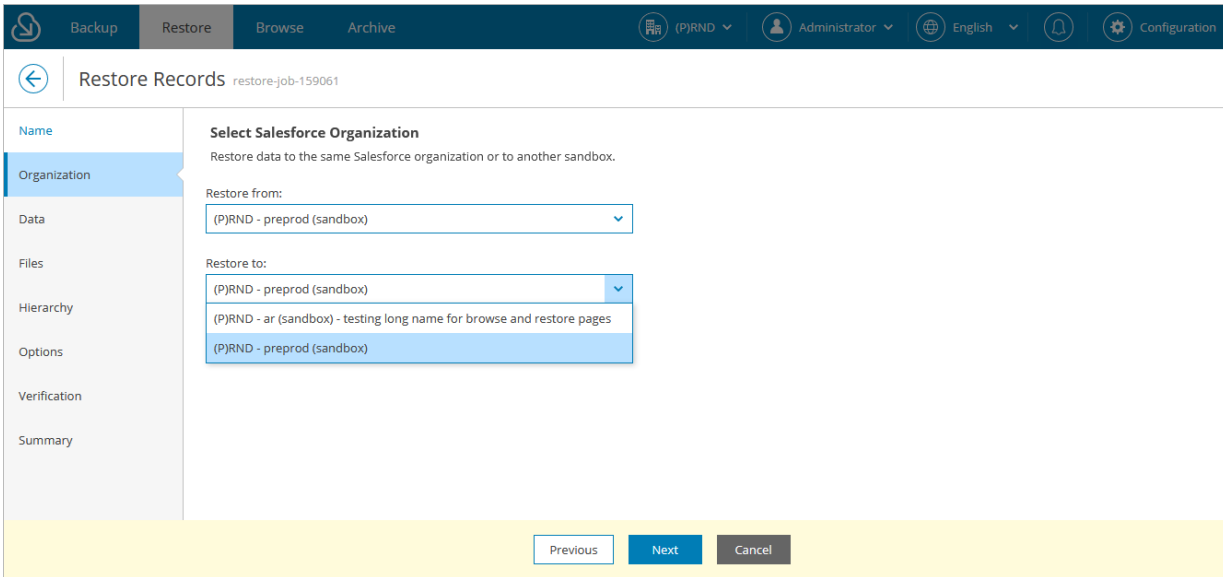 Backup Restore Browse Archive (P)RND Administrator English Configuration
Restore Records restore-job-159061
Name
Organization
Data
Files
Hierarchy
Options
Verification
Summary
Select Salesforce Organization
Restore data to the same Salesforce organization or to another sandbox.
Restore from:
(P)RND - preprod (sandbox)
Restore to:
(P)RND - preprod (sandbox)
(P)RND - ar (sandbox) - testing long name for browse and restore pages
(P)RND - preprod (sandbox)
Previous Next Cancel